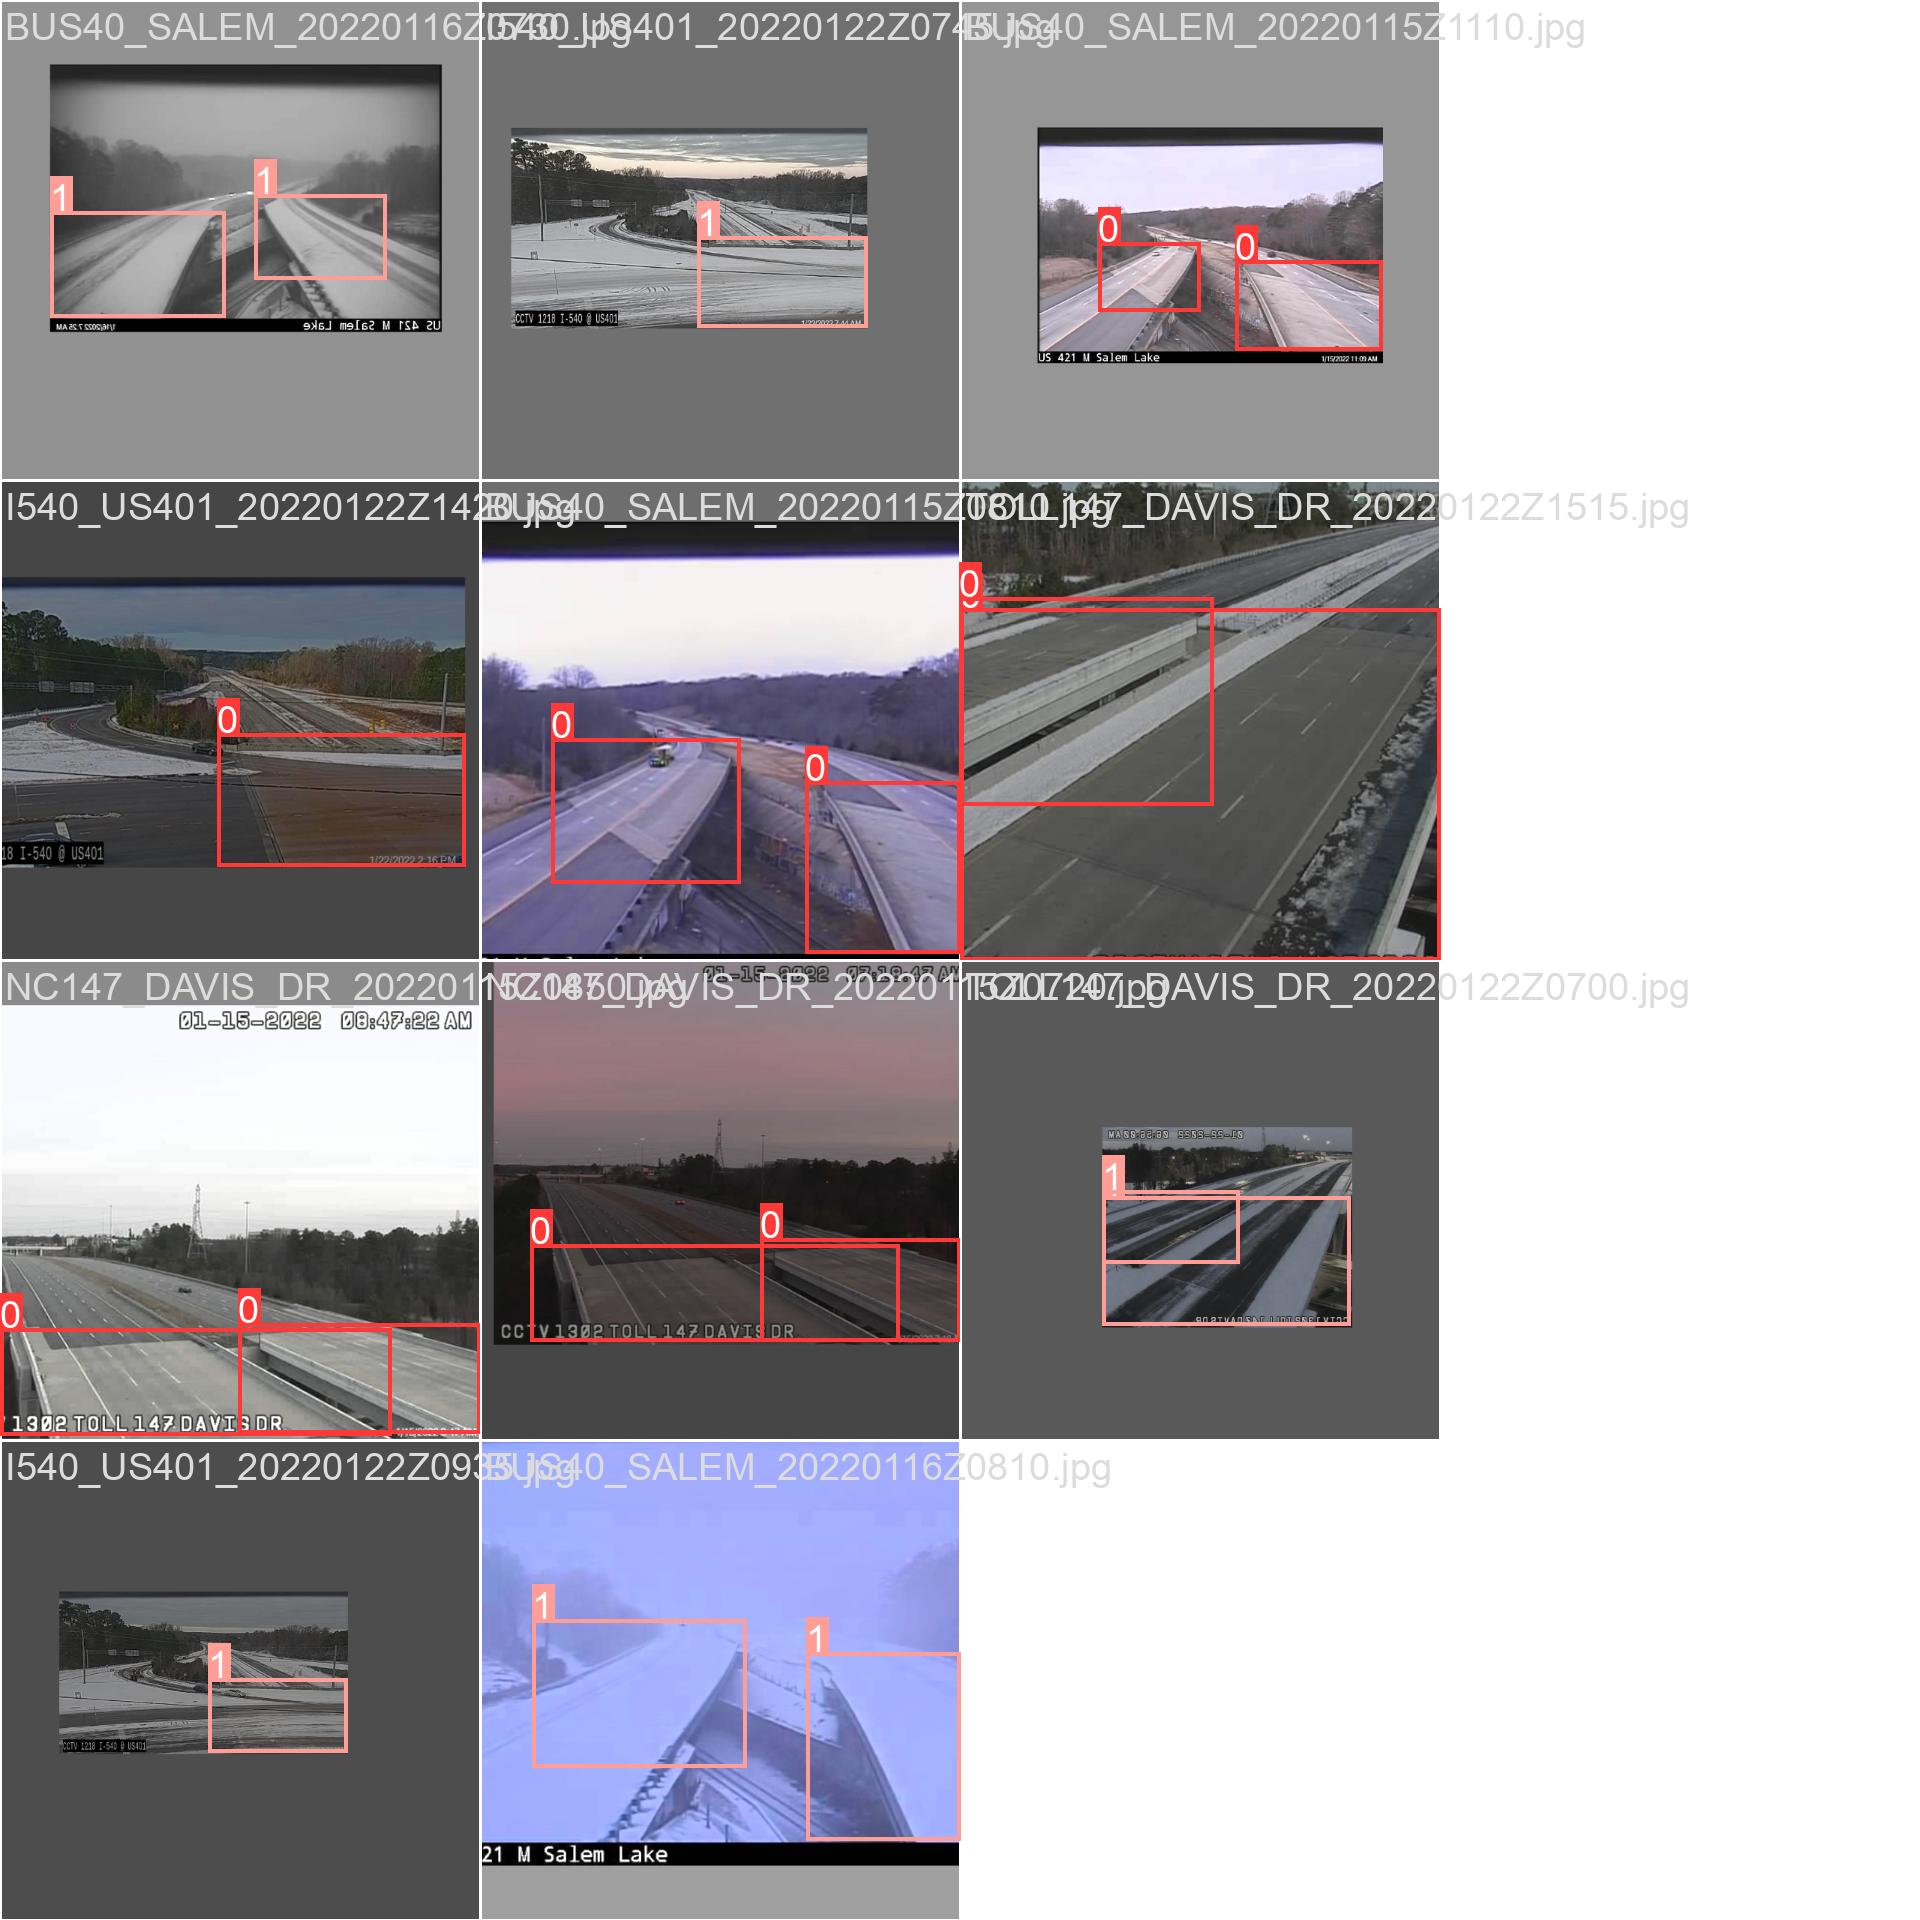 BUS40_SALEM_20220116Z0730.jpg
I540_US401_20220122Z0745.jpg
BUS40_SALEM_20220115Z1110.jpg
1
1
1
0
0
US 421 M Salem Lake
1/16/2022 7:25 AM
CCTV 1218 I-540 @ US401
1/22/2022 7:44 AM
US 421 M Salem Lake
1/15/2022 11:09 AM
I540_US401_20220122Z1420.jpg
BUS40_SALEM_20220115Z0810.jpg
TOLL147_DAVIS_DR_20220122Z1515.jpg
0
0
0
0
18 I-540 @ US401
1/22/2022 2:16 PM
NC147_DAVIS_DR_20220115Z0850.jpg
NC147_DAVIS_DR_20220115Z0720.jpg
TOLL147_DAVIS_DR_20220122Z0700.jpg
01-15-2022 08:47:22 AM
01-15-2022 07:18:47 AM
0
0
0
0
1
1302 TOLL 147 DAVIS DR
CCTV 1302 TOLL 147 DAVIS DR
I540_US401_20220122Z0935.jpg
BUS40_SALEM_20220116Z0810.jpg
1
1
1
CCTV 1218 I-540 @ US401
21 M Salem Lake